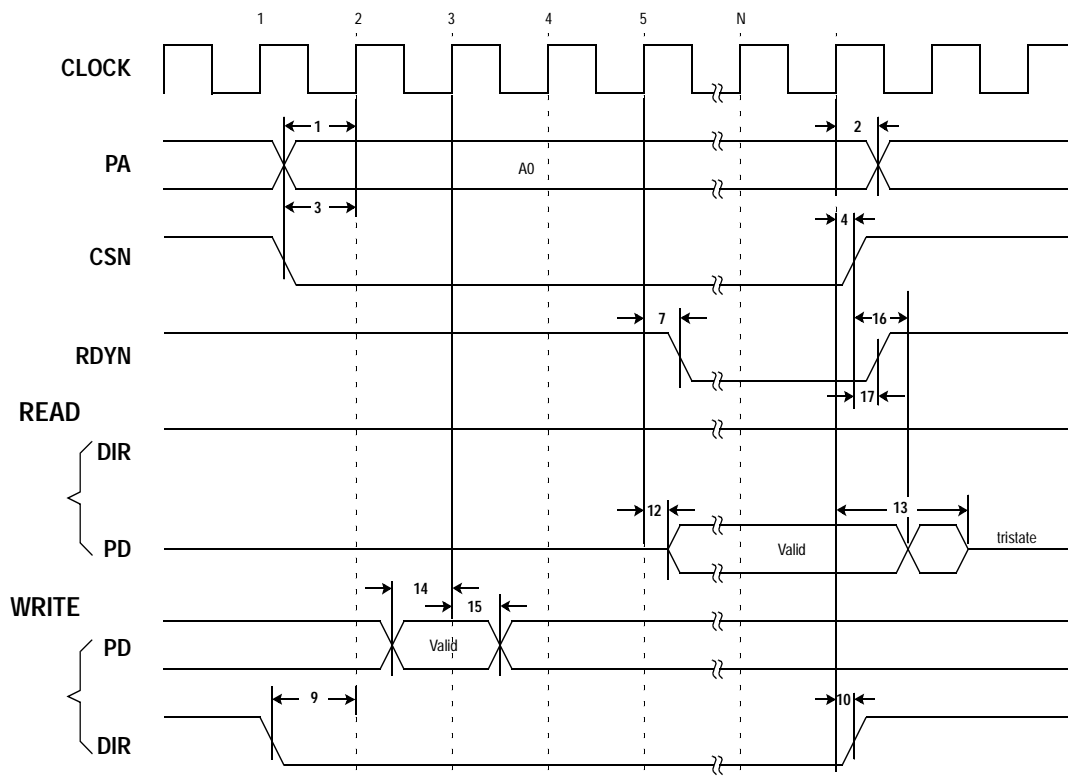 1 2 3 4 5 N
CLOCK
1 2
PA A0
3
4
CSN
7 16
RDYN
17
READ
DIR
12 13
PD Valid tristate
14
WRITE 15
PD Valid
9 10
DIR